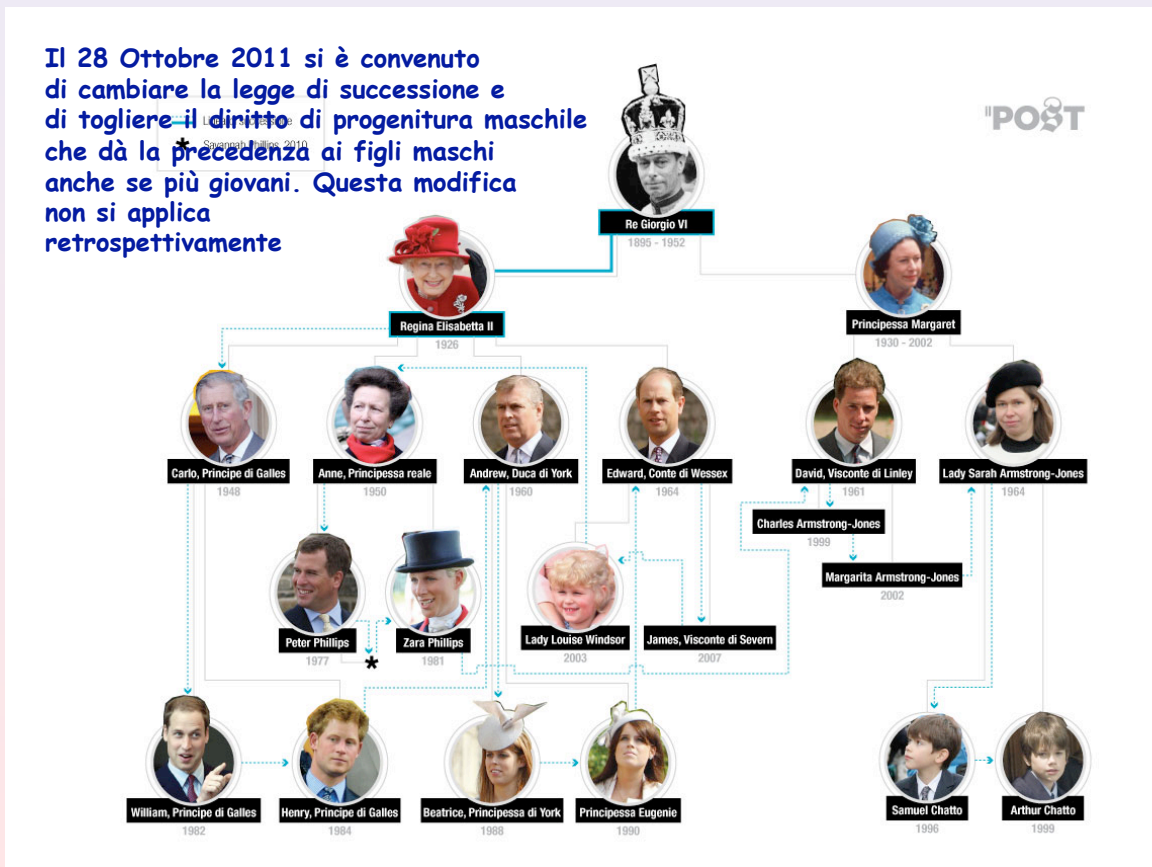 Il 28 Ottobre 2011 si è convenuto
di cambiare la legge di successione e
di togliere il diritto di progenitura maschile
che dà la precedenza ai figli maschi
anche se più giovani. Questa modifica
non si applica
retrospettivamente
* Savannah Phillips, 2010
IL POST
Re Giorgio VI
1895 - 1952
Regina Elisabetta II
1926
Principessa Margaret
1930 - 2002
Carlo, Principe di Galles
1948
Anne, Principessa reale
1950
Andrew, Duca di York
1960
Edward, Conte di Wessex
1964
David, Visconte di Linley
1961
Lady Sarah Armstrong-Jones
1964
Charles Armstrong-Jones
1999
Margarita Armstrong-Jones
2002
Peter Phillips
1977
*
Zara Phillips
1981
Lady Louise Windsor
2003
James, Visconte di Severn
2007
William, Principe di Galles
1982
Henry, Principe di Galles
1984
Beatrice, Principessa di York
1988
Principessa Eugenie
1990
Samuel Chatto
1996
Arthur Chatto
1999